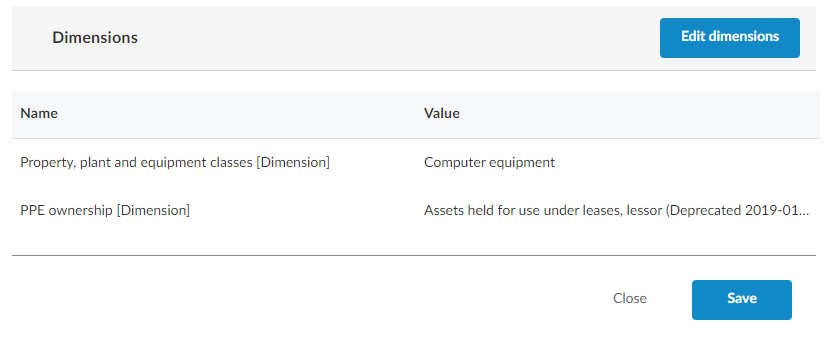 Dimensions
Edit dimensions
Name Value
Property, plant and equipment classes [Dimension] Computer equipment
PPE ownership [Dimension] Assets held for use under leases, lessor (Deprecated 2019-01...
Close Save